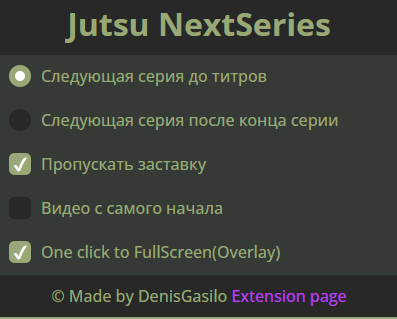 Jutsu NextSeries
Следующая серия до титров
Следующая серия после конца серии
Пропускать заставку
Видео с самого начала
One click to FullScreen(Overlay)
© Made by DenisGasilo Extension page